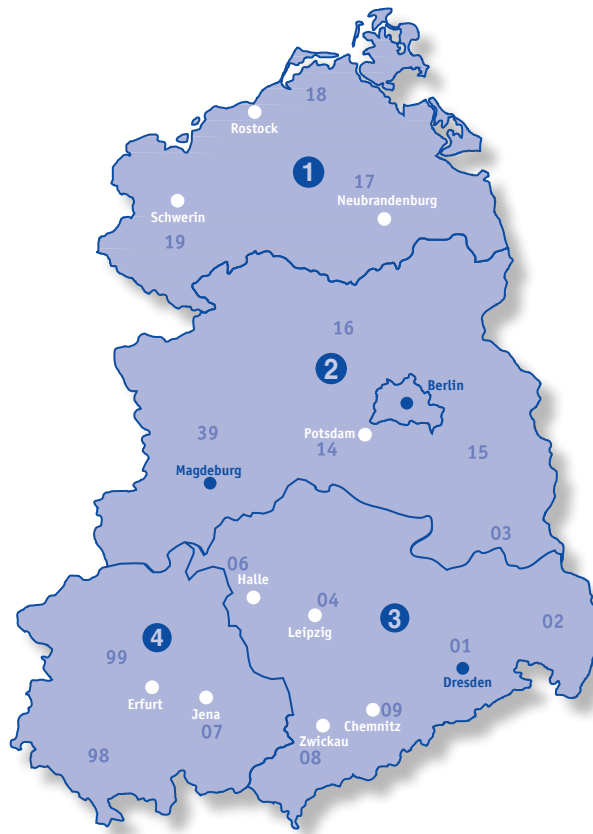 18
Rostock
1
17
Neubrandenburg
Schwerin
19
16
2
Berlin
39
Potsdam
14
15
Magdeburg
03
06
Halle
04
Leipzig
3
02
4
01
99
Dresden
Erfurt
Jena
07
09
Chemnitz
Zwickau
08
98